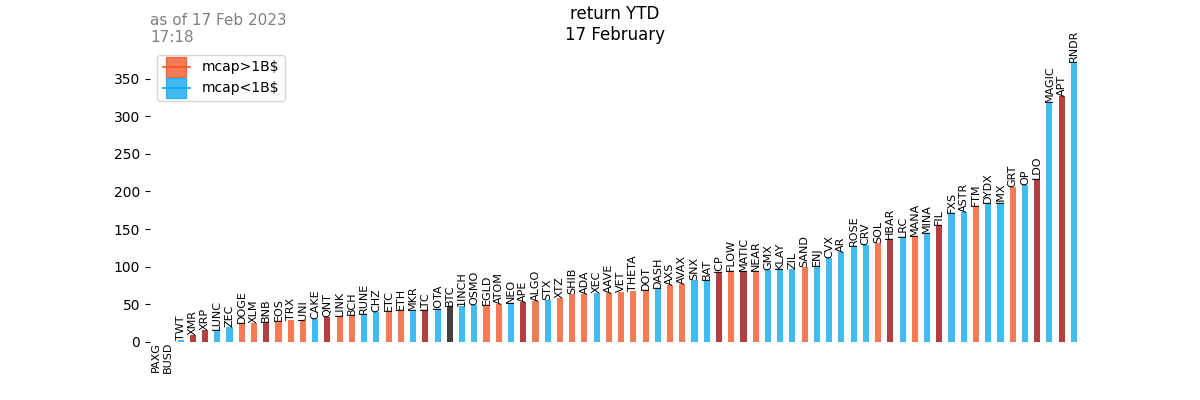 as of 17 Feb 2023
17:18
return YTD
17 February
mcap>1B$
mcap<1B$
350
300
250
200
150
100
50
0
PAXG
BUSD
TWT
XMR
XRP
LUNC
ZEC
DOGE
XLM
BNB
EOS
TRX
UNI
CAKE
QNT
LINK
BCH
RUNE
CHZ
ETC
ETH
MKR
LTC
IOTA
BTC
1INCH
OSMO
EGLD
ATOM
NEO
APE
ALGO
STX
XTZ
SHIB
ADA
XEC
AAVE
VET
THETA
DOT
DASH
AXS
AVAX
SNX
BAT
ICP
FLOW
MATIC
NEAR
GMX
KLAY
ZIL
SAND
ENJ
CVX
AR
ROSE
CRV
SOL
HBAR
LRC
MANA
MINA
FIL
FXS
ASTR
FTM
DYDX
IMX
GRT
OP
LDO
MAGIC
APT
RNDR